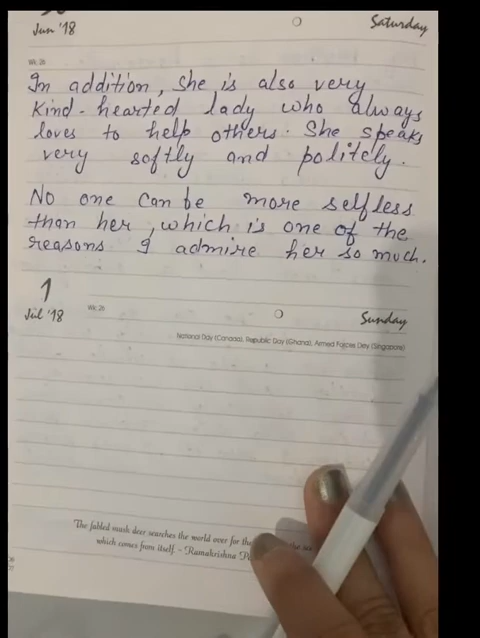 Jun '18
Saturday
Wk 26
In addition, she is also very
kind-hearted lady who always
loves to help others. She speaks
very softly and politely.
No one can be more selfless
than her, which is one of the
reasons I admire her so much.
1
Jul '18
Wk 26
Sunday
National Day (Canada), Republic Day (Ghana), Armed Forces Day (Singapore)
The fabled musk deer searches the world over for the
which comes from itself. - Ramakrishna